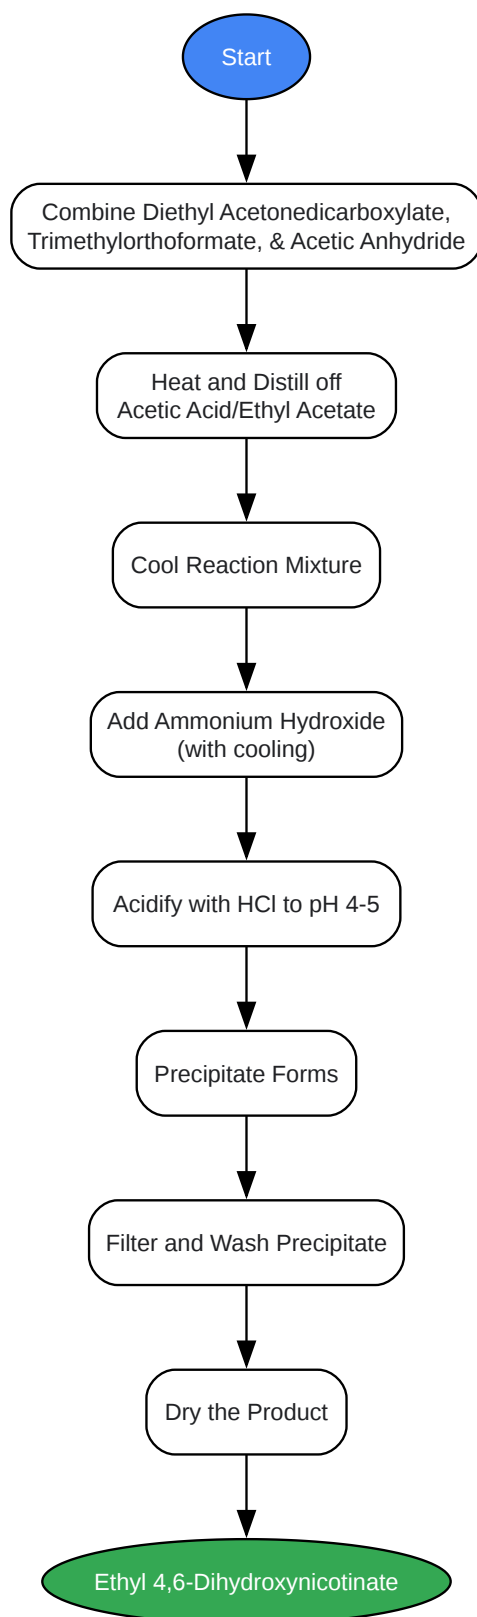 Start
Combine Diethyl Acetonedicarboxylate,
Trimethylorthoformate, & Acetic Anhydride
Heat and Distill off
Acetic Acid/Ethyl Acetate
Cool Reaction Mixture
Add Ammonium Hydroxide
(with cooling)
Acidify with HCl to pH 4-5
Precipitate Forms
Filter and Wash Precipitate
Dry the Product
Ethyl 4,6-Dihydroxynicotinate